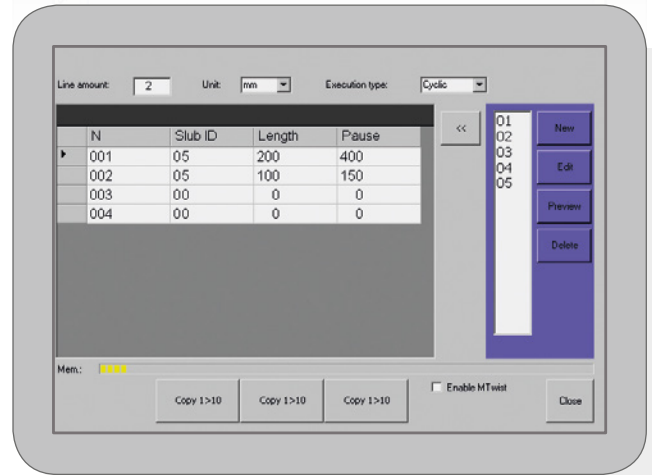 Line amount: 2 Unit: mm Execution type: Cyclic
N Slub ID Length Pause
001 05 200 400
002 05 100 150
003 00 0 0
004 00 0 0
<<
01
02
03
04
05
New
Edit
Preview
Delete
Mem.:
Copy 1>10 Copy 1>10 Copy 1>10
Enable MTwist
Close